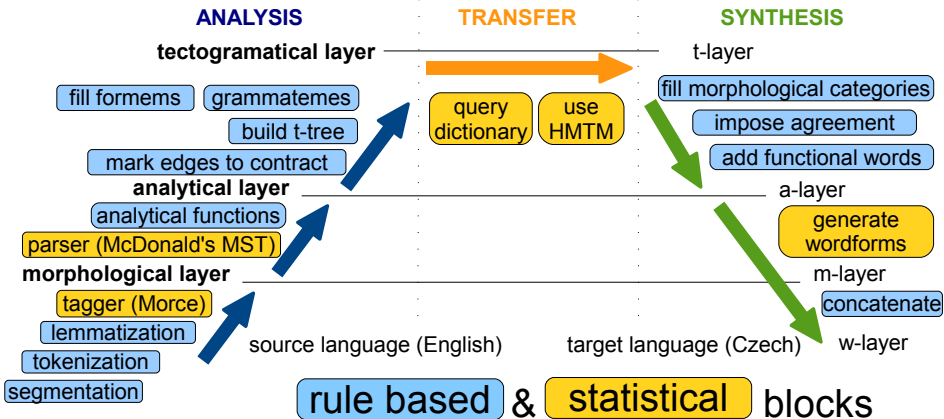 ANALYSIS TRANSFER SYNTHESIS
tectogramatical layer t-layer
fill formems grammatemes
build t-tree
mark edges to contract
query
dictionary
use
HMTM
fill morphological categories
impose agreement
add functional words
analytical layer a-layer
analytical functions
parser (McDonald's MST)
generate
wordforms
morphological layer m-layer
tagger (Morce)
concatenate
lemmatization
tokenization
segmentation
source language (English) target language (Czech) w-layer
rule based & statistical blocks